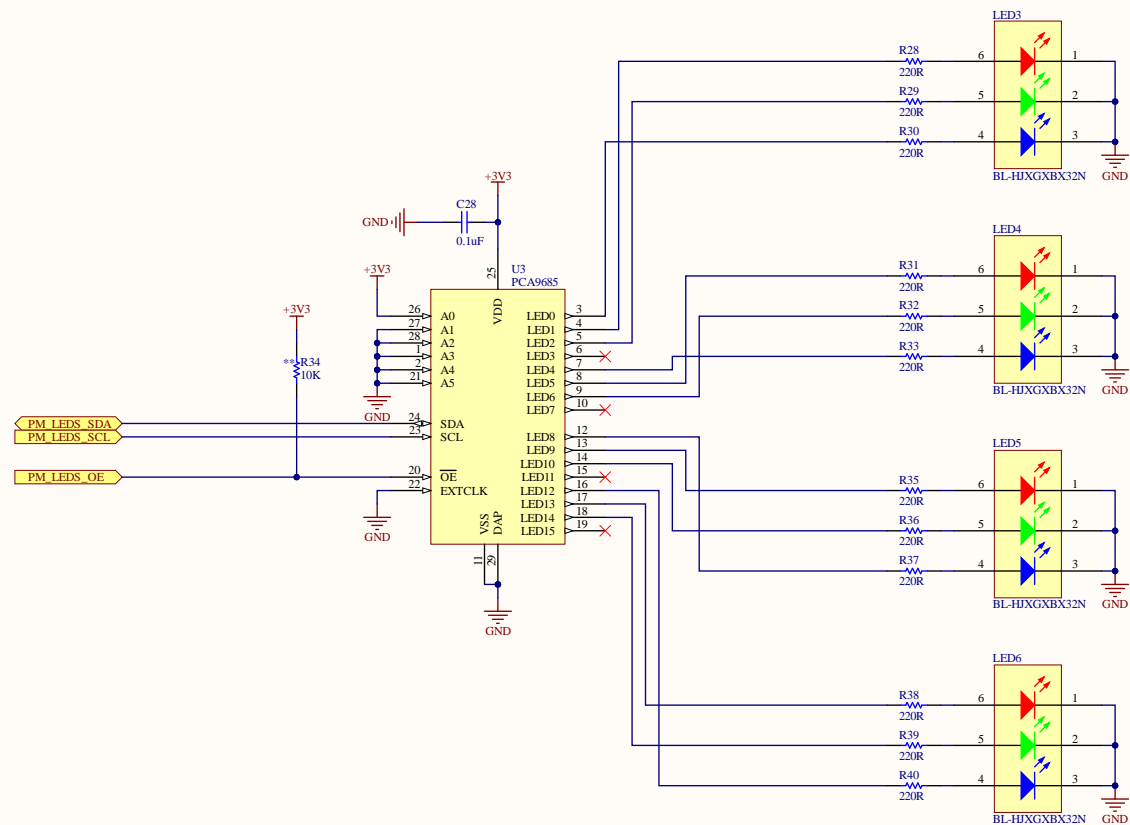 LED3
R28
220R
6
1
R29
220R
5
2
R30
220R
4
3
BL-HJXGXBX32N
GND
+3V3
C28
GND
0.1uF
LED4
R31
220R
6
1
R32
220R
5
2
R33
220R
4
3
BL-HJXGXBX32N
GND
U3
PCA9685
25
VDD
+3V3
26 A0
27 A1
28 A2
1 A3
2 A4
21 A5
GND
24 SDA
23 SCL
20 OE
22 EXTCLK
GND
LED0 3
LED1 4
LED2 5
LED3 6
LED4 7
LED5 8
LED6 9
LED7 10
LED8 12
LED9 13
LED10 14
LED11 15
LED12 16
LED13 17
LED14 18
LED15 19
VSS
DAP
11
29
GND
+3V3
**
R34
10K
PM_LEDS_SDA
PM_LEDS_SCL
PM_LEDS_OE
LED5
R35
220R
6
1
R36
220R
5
2
R37
220R
4
3
BL-HJXGXBX32N
GND
LED6
R38
220R
6
1
R39
220R
5
2
R40
220R
4
3
BL-HJXGXBX32N
GND